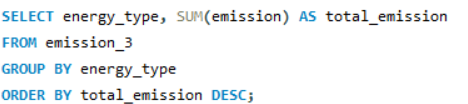 SELECT energy_type, SUM(emission) AS total_emission
FROM emission_3
GROUP BY energy_type
ORDER BY total_emission DESC;